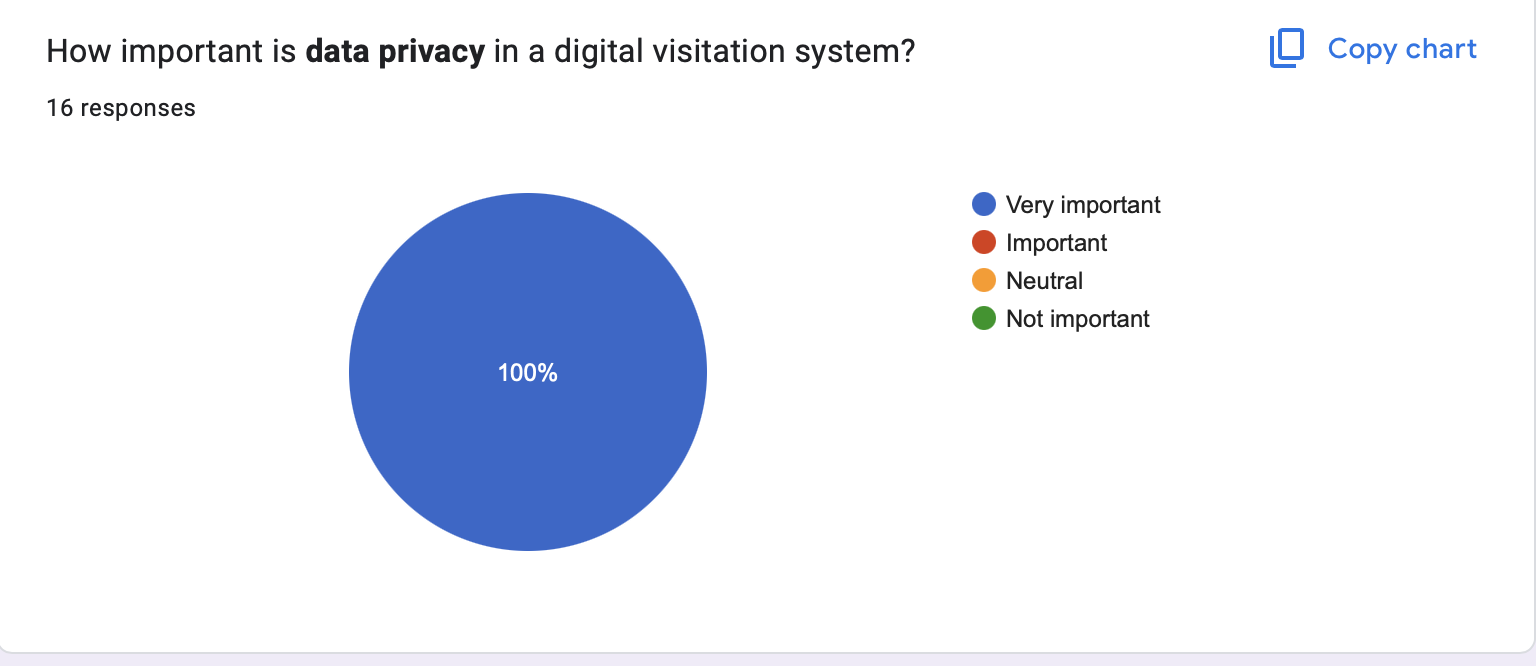 How important is data privacy in a digital visitation system?
Copy chart
16 responses
Very important
Important
Neutral
Not important
100%